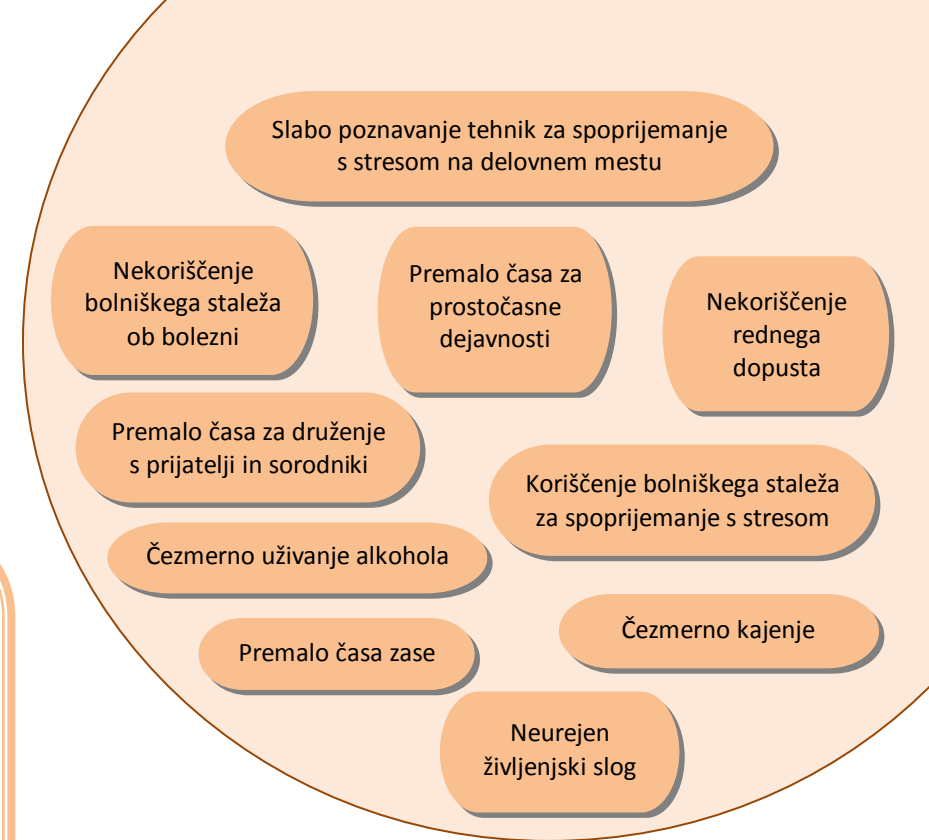 Slabo poznavanje tehnik za spoprijemanje
s stresom na delovnem mestu
Nekoriščenje
bolniškega staleža
ob bolezni
Premalo časa za
prostočasne
dejavnosti
Nekoriščenje
rednega
dopusta
Premalo časa za druženje
s prijatelji in sorodniki
Koriščenje bolniškega staleža
za spoprijemanje s stresom
Čezmerno uživanje alkohola
Čezmerno kajenje
Premalo časa zase
Neurejen
življenjski slog